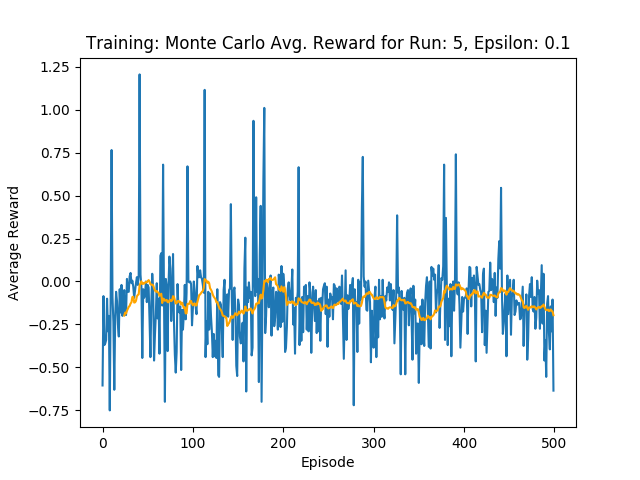 Training: Monte Carlo Avg. Reward for Run: 5, Epsilon: 0.1
1.25
1.00
0.75
0.50
0.25
0.00
−0.25
−0.50
−0.75
Average Reward
0 100 200 300 400 500
Episode